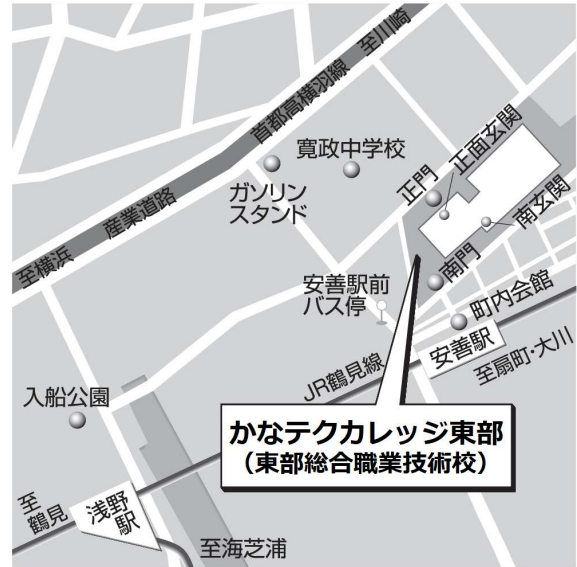 至川崎
首都高横羽線
寛政中学校
正面玄関
正門
南玄関
ガソリン
スタンド
産業道路
至横浜
南門
安善駅前
バス停
町内会館
安善駅
至扇町・大川
JR鶴見線
入船公園
かなテクカレッジ東部
（東部総合職業技術校）
至
鶴見
浅野
駅
至海芝浦